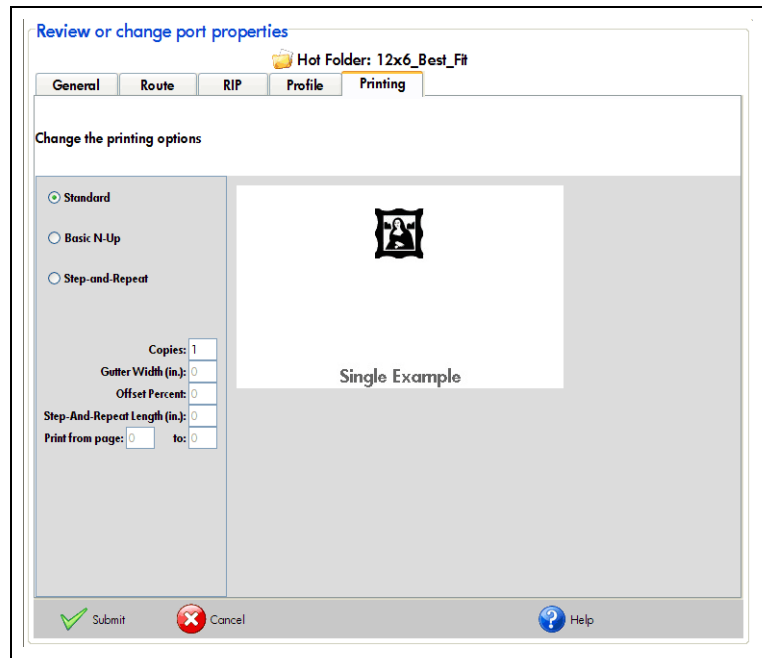 Review or change port properties
Hot Folder: 12x6_Best_Fit
General Route RIP Profile Printing
Change the printing options
Standard
Basic N-Up
Step-and-Repeat
Copies: 1
Gutter Width (in.): 0
Offset Percent: 0
Step-And-Repeat Length (in.): 0
Print from page: 0 to: 0
Single Example
Submit Cancel Help